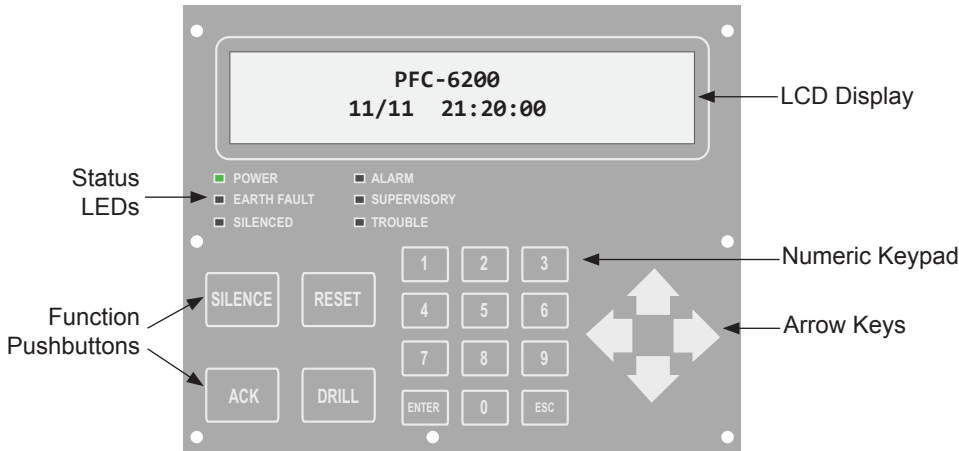 PFC-6200
11/11 21:20:00
LCD Display
Status
LEDs
POWER ALARM
EARTH FAULT SUPERVISORY
SILENCED TROUBLE
Numeric Keypad
1 2 3
SILENCE RESET
4 5 6
Function
Pushbuttons
Arrow Keys
7 8 9
ACK DRILL
ENTER 0 ESC